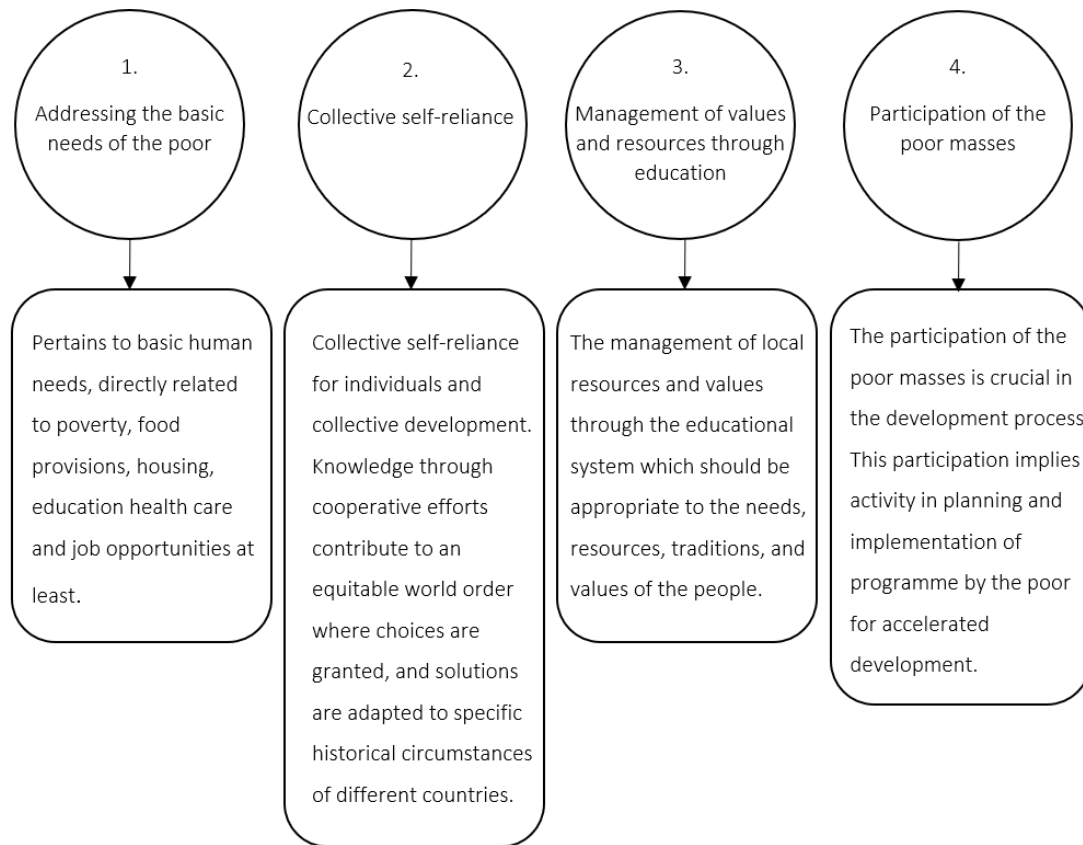 1.
Addressing the basic
needs of the poor
2.
Collective self-reliance
3.
Management of values
and resources through
education
4.
Participation of the
poor masses
Pertains to basic human
needs, directly related
to poverty, food
provisions, housing,
education health care
and job opportunities at
least.
Collective self-reliance
for individuals and
collective development.
Knowledge through
cooperative efforts
contribute to an
equitable world order
where choices are
granted, and solutions
are adapted to specific
historical circumstances
of different countries.
The management of local
resources and values
through the educational
system which should be
appropriate to the needs,
resources, traditions, and
values of the people.
The participation of the
poor masses is crucial in
the development process
This participation implies
activity in planning and
implementation of
programme by the poor
for accelerated
development.